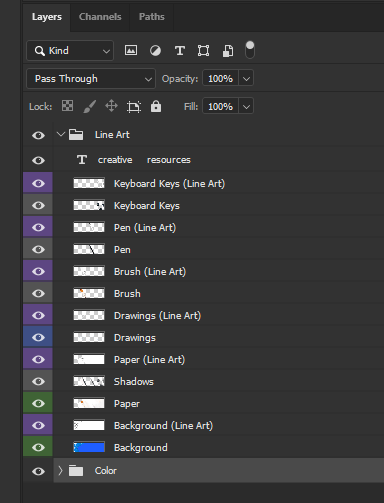 Layers Channels Paths
Kind
Pass Through Opacity: 100%
Lock: Fill: 100%
Line Art
T creative resources
Keyboard Keys (Line Art)
Keyboard Keys
Pen (Line Art)
Pen
Brush (Line Art)
Brush
Drawings (Line Art)
Drawings
Paper (Line Art)
Shadows
Paper
Background (Line Art)
Background
Color